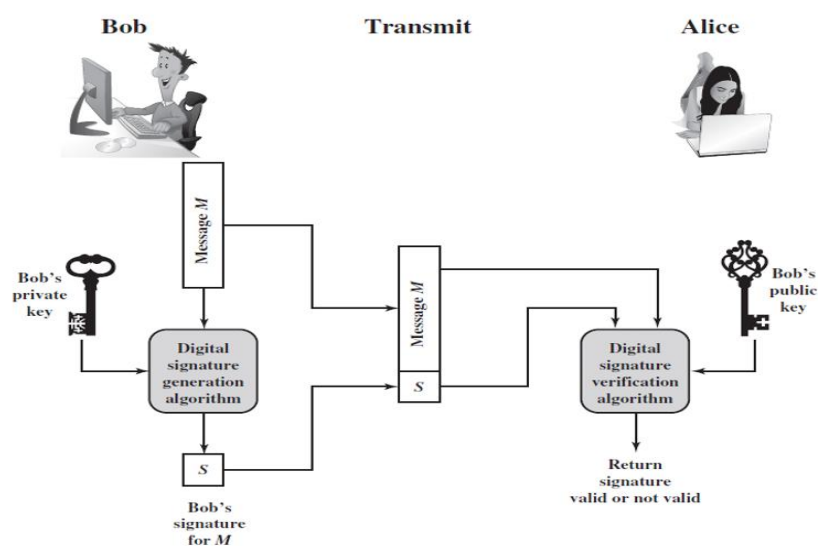 Bob
Transmit
Alice
Message M
Bob's
private
key
Digital
signature
generation
algorithm
S
Bob's
signature
for M
Message M
S
Bob's
public
key
Digital
signature
verification
algorithm
Return
signature
valid or not valid